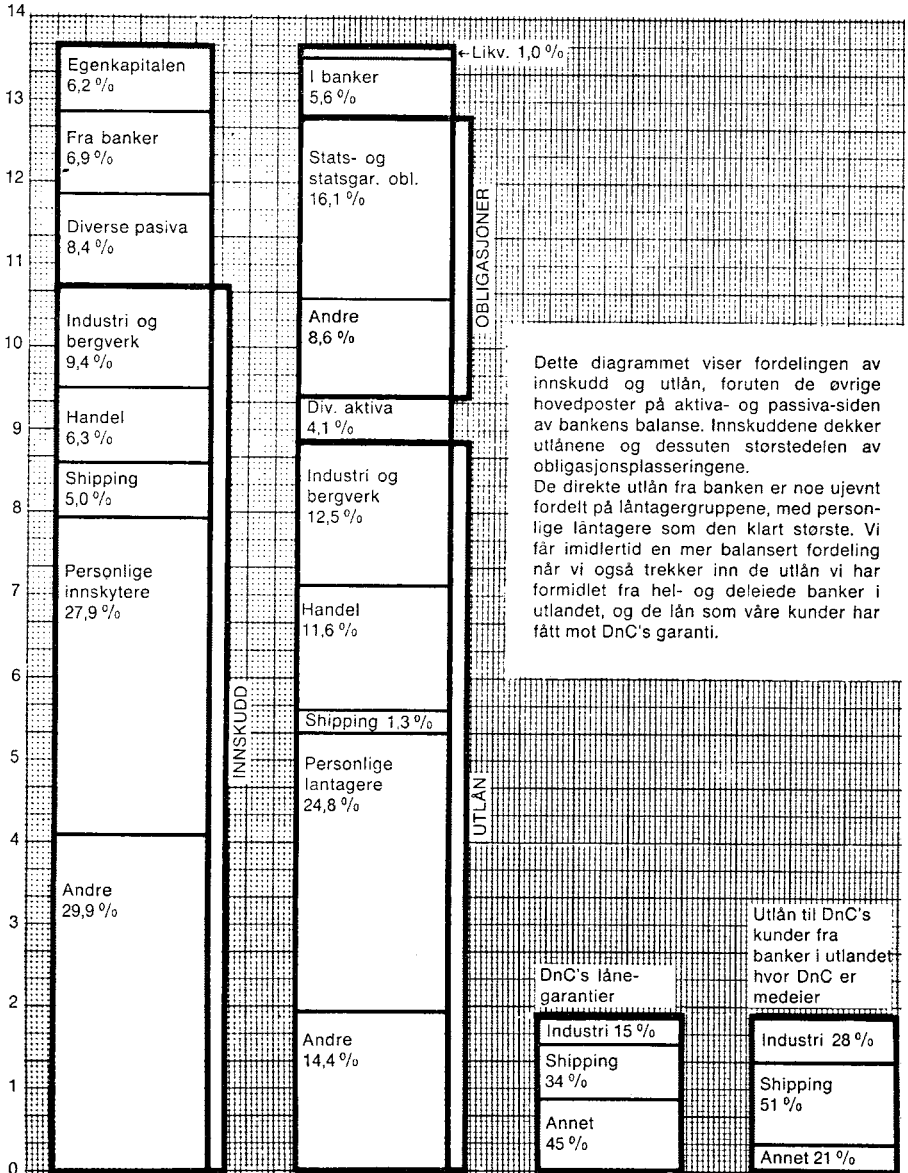 14
13
12
11
10
9
8
7
6
5
4
3
2
1
0
Egenkapitalen
6,2 %
Fra banker
6,9 %
Diverse pasiva
8,4 %
Industri og
bergverk
9,4 %
Handel
6,3 %
Shipping
5,0 %
Personlige
innskytere
27,9 %
Andre
29,9 %
INNSKUDD
←Likv. 1,0 %
I banker
5,6 %
Stats- og
statsgar. obl.
16,1 %
Andre
8,6 %
OBLIGASJONER
Div. aktiva
4,1 %
Industri og
bergverk
12,5 %
Handel
11,6 %
Shipping 1,3 %
Personlige
lantagere
24,8 %
Andre
14,4 %
UTLÅN
Dette diagrammet viser fordelingen av
innskudd og utlån, foruten de øvrige
hovedposter på aktiva- og passiva-siden
av bankens balanse. Innskuddene dekker
utlånene og dessuten størstedelen av
obligasjonsplasseringene.
De direkte utlån fra banken er noe ujevnt
fordelt på låntagergruppene, med person-
lige låntagere som den klart største. Vi
får imidlertid en mer balansert fordeling
når vi også trekker inn de utlån vi har
formidlet fra hel- og deleiede banker i
utlandet, og de lån som våre kunder har
fått mot DnC's garanti.
DnC's låne-
garantier
Industri 15 %
Shipping
34 %
Annet
45 %
Utlån til DnC's
kunder fra
banker i utlandet
hvor DnC er
medeier
Industri 28 %
Shipping
51 %
Annet 21 %